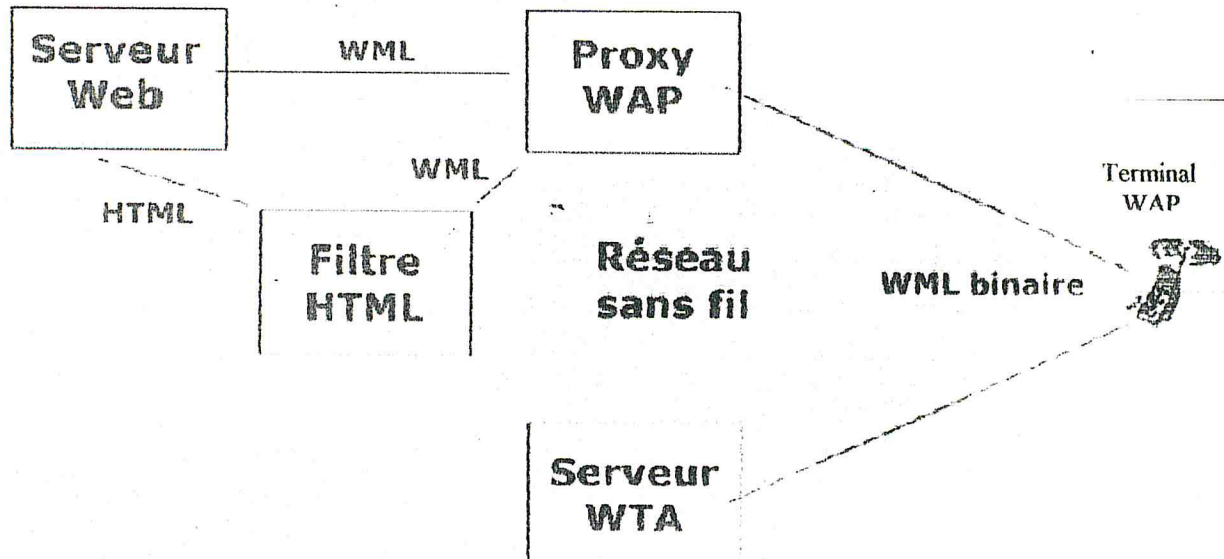 Serveur
Web
WML
Proxy
WAP
WML
HTML
Terminal
WAP
Filtre
HTML
Réseau
sans fil
WML binaire
Serveur
WTA